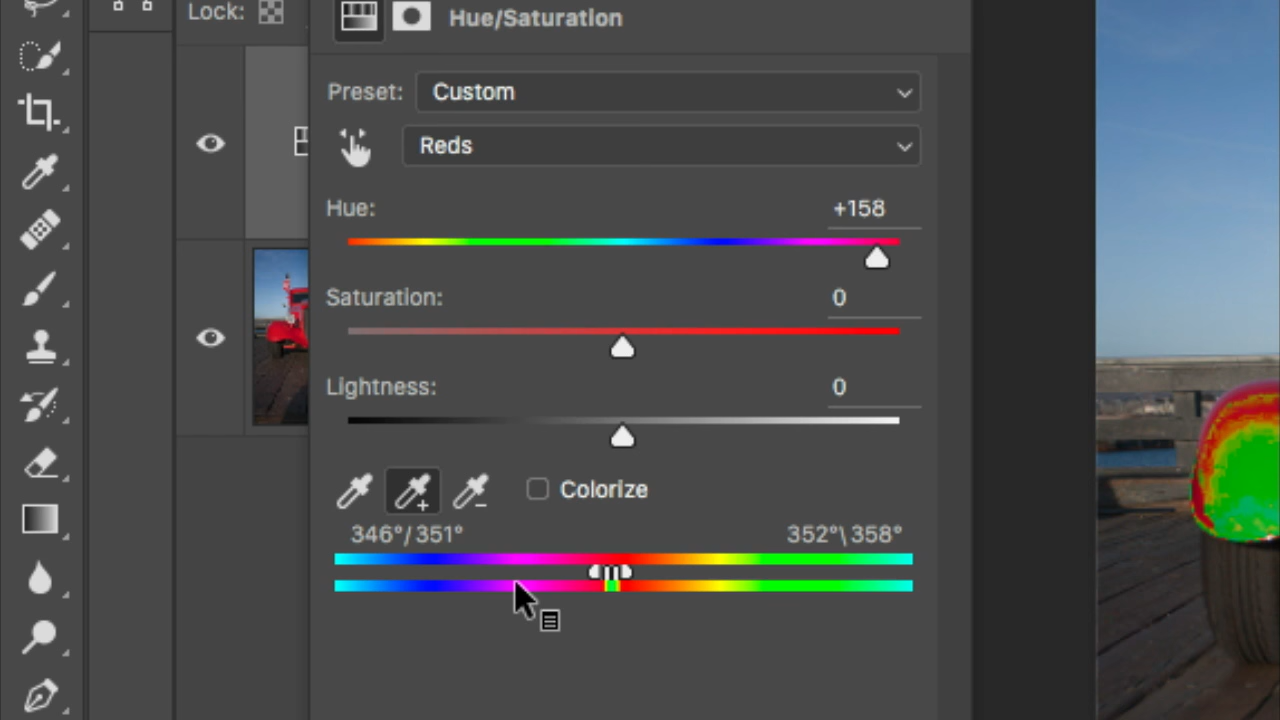 Lock:
Hue/Saturation
Preset: Custom
Reds
Hue: +158
Saturation: 0
Lightness: 0
Colorize
346°/351° 352°\358°